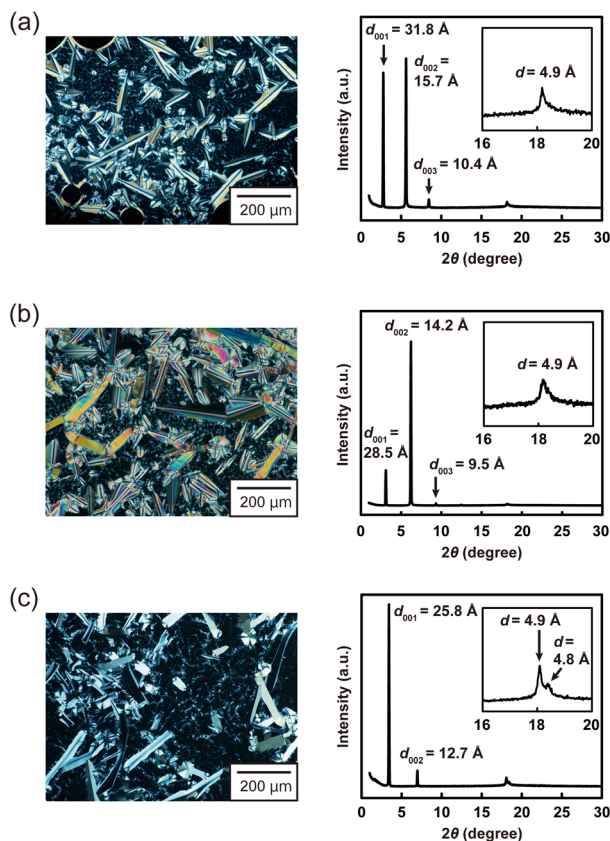 (a)
200 µm
Intensity (a.u.)
d001 = 31.8 Å
d002 =
15.7 Å
d003 = 10.4 Å
d = 4.9 Å
16 18 20
0 5 10 15 20 25 30
2θ (degree)
(b)
200 µm
Intensity (a.u.)
d002 = 14.2 Å
d001 =
28.5 Å
d003 = 9.5 Å
d = 4.9 Å
16 18 20
0 5 10 15 20 25 30
2θ (degree)
(c)
200 µm
Intensity (a.u.)
d001 = 25.8 Å
d002 = 12.7 Å
d = 4.9 Å
d =
4.8 Å
16 18 20
0 5 10 15 20 25 30
2θ (degree)